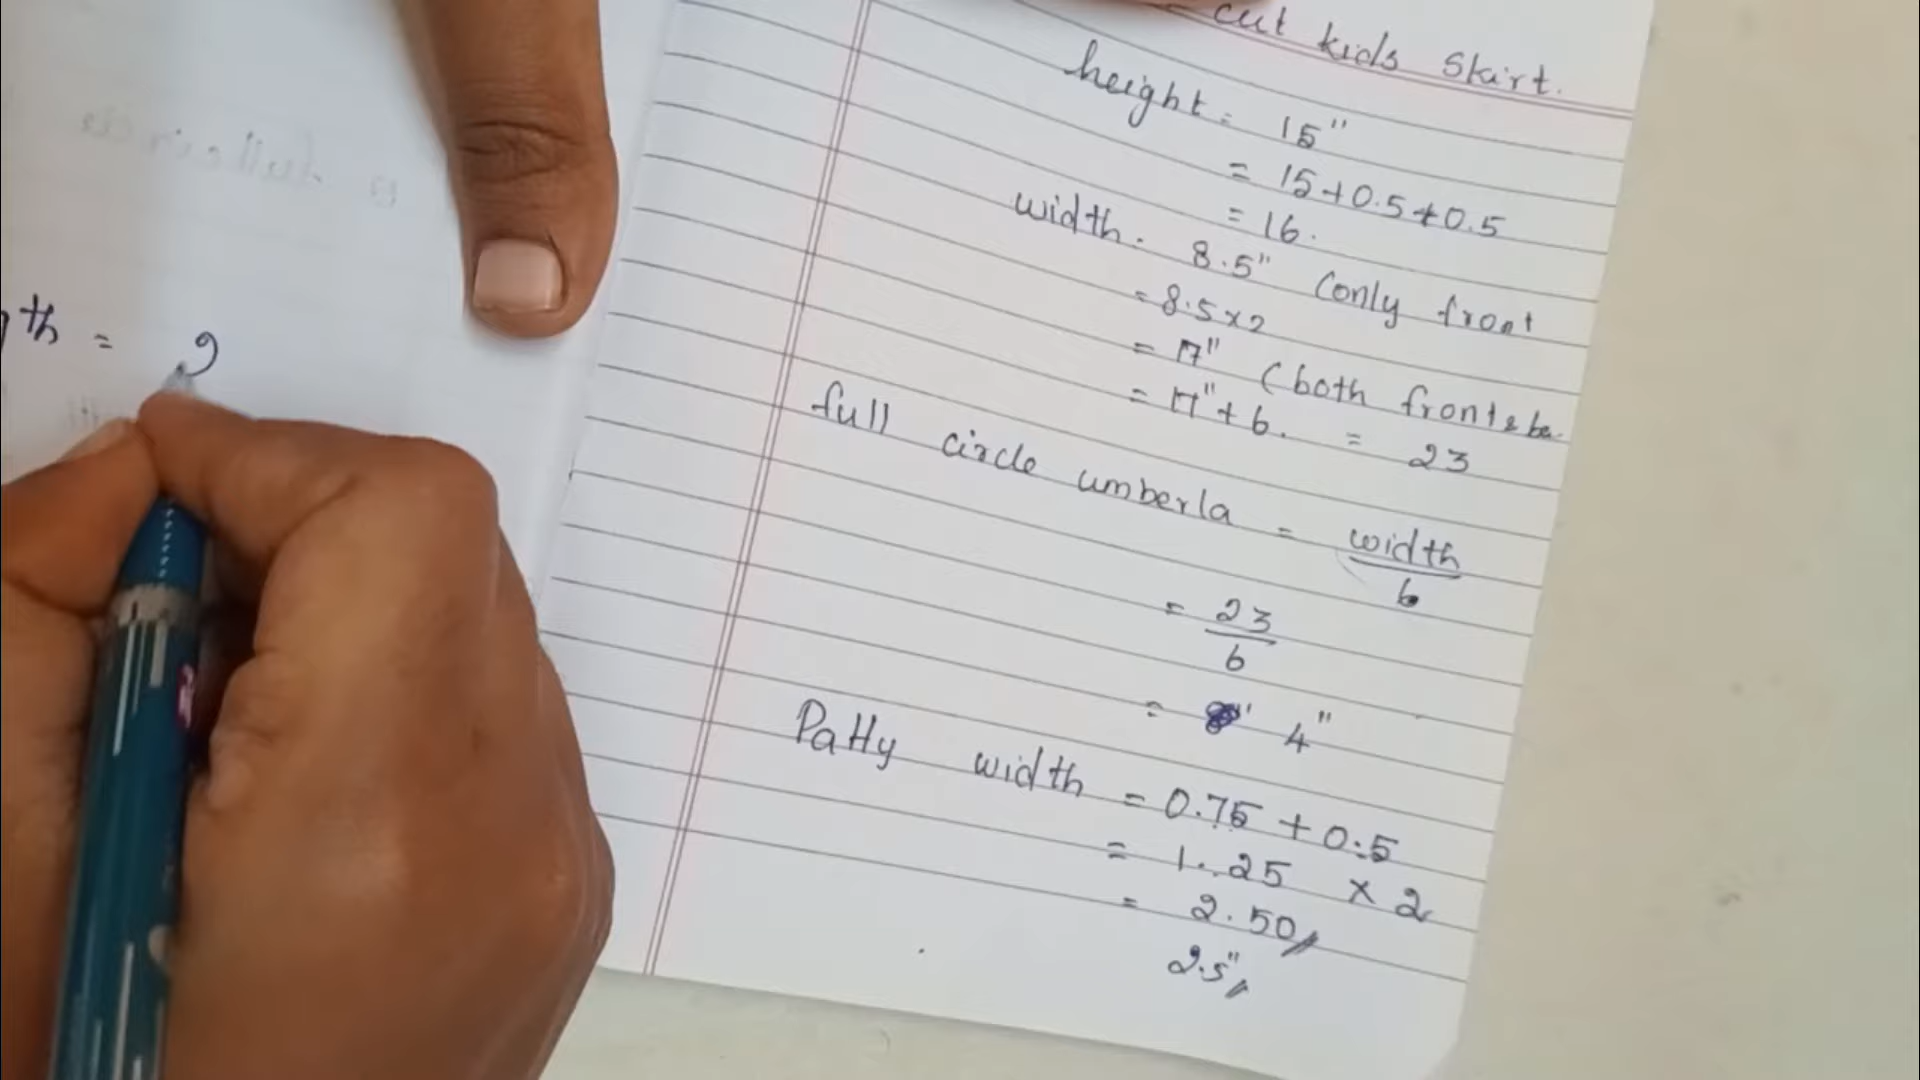 cut kids skirt.
height = 15"
= 15+0.5+0.5
= 16.
width. 8.5" (only front
= 8.5x2
= 17" (both front & ba
= 17"+6. = 23
full circle umberla = width/6
= 23/6
= 4"
Patty width = 0.75 + 0.5
= 1.25 x 2
= 2.50
2.5"
th = 2